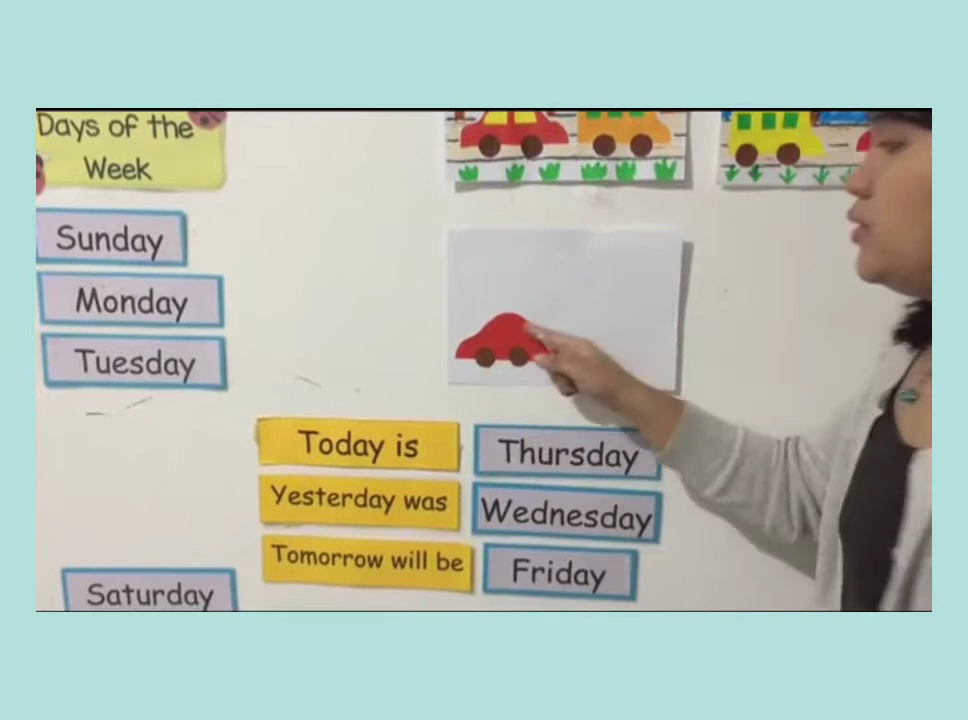 Days of the
Week
Sunday
Monday
Tuesday
Today is
Thursday
Yesterday was
Wednesday
Tomorrow will be
Friday
Saturday